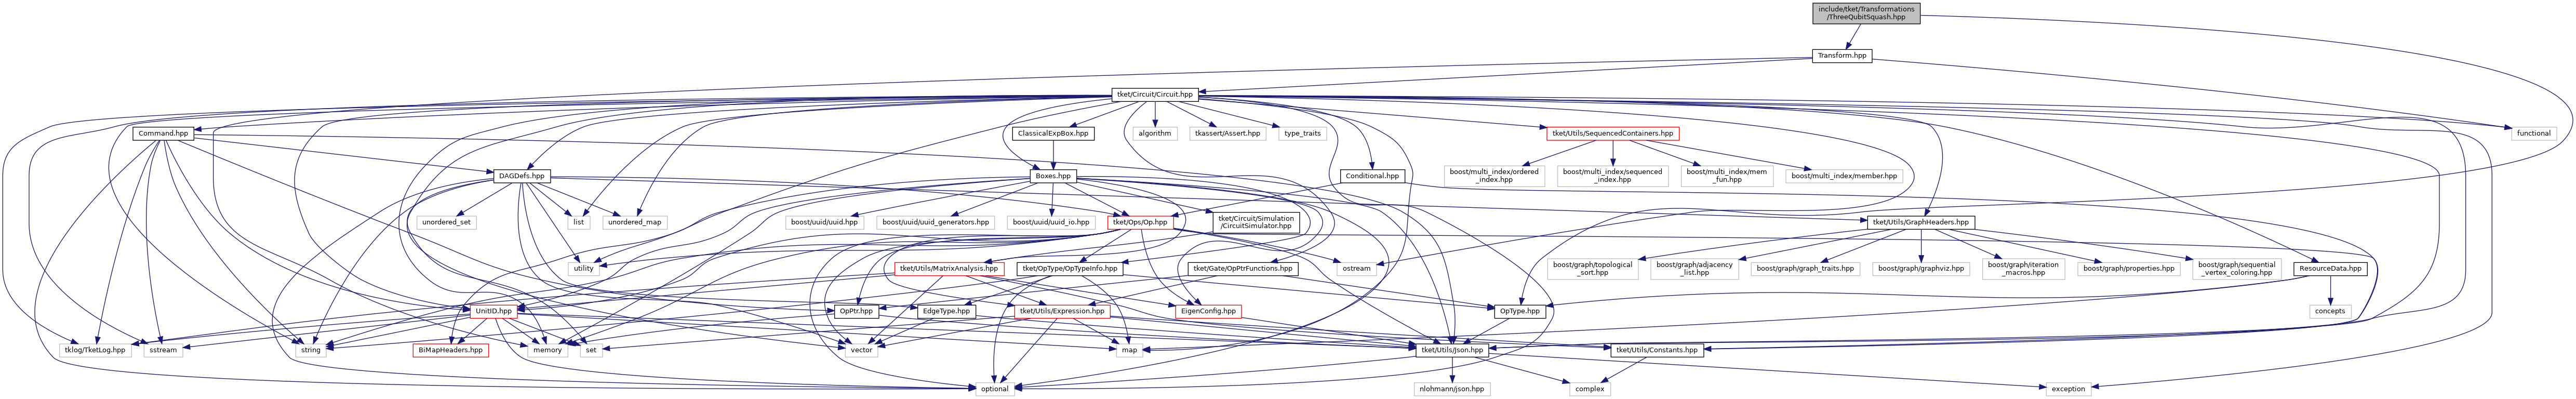 include/tket/Transformations
/ThreeQubitSquash.hpp
Transform.hpp
tket/Circuit/Circuit.hpp
Command.hpp
ClassicalExpBox.hpp
algorithm
tkassert/Assert.hpp
type_traits
tket/Utils/SequencedContainers.hpp
functional
DAGDefs.hpp
Boxes.hpp
Conditional.hpp
boost/multi_index/ordered
_index.hpp
boost/multi_index/sequenced
_index.hpp
boost/multi_index/mem
_fun.hpp
boost/multi_index/member.hpp
unordered_set
list
unordered_map
boost/uuid/uuid.hpp
boost/uuid/uuid_generators.hpp
boost/uuid/uuid_io.hpp
tket/Ops/Op.hpp
tket/Circuit/Simulation
/CircuitSimulator.hpp
tket/Utils/GraphHeaders.hpp
utility
tket/Utils/MatrixAnalysis.hpp
tket/OpType/OpTypeInfo.hpp
tket/Gate/OpPtrFunctions.hpp
ostream
boost/graph/topological
_sort.hpp
boost/graph/adjacency
_list.hpp
boost/graph/graph_traits.hpp
boost/graph/graphviz.hpp
boost/graph/iteration
_macros.hpp
boost/graph/properties.hpp
boost/graph/sequential
_vertex_coloring.hpp
ResourceData.hpp
UnitID.hpp
OpPtr.hpp
EdgeType.hpp
tket/Utils/Expression.hpp
EigenConfig.hpp
OpType.hpp
concepts
tklog/TketLog.hpp
sstream
string
BiMapHeaders.hpp
memory
set
vector
map
tket/Utils/Json.hpp
tket/Utils/Constants.hpp
optional
nlohmann/json.hpp
complex
exception